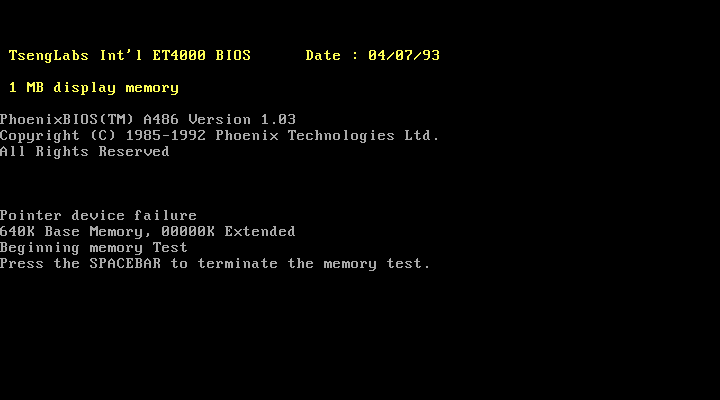 TsengLabs Int'l ET4000 BIOS      Date : 04/07/93
1 MB display memory
PhoenixBIOS(TM) A486 Version 1.03
Copyright (C) 1985-1992 Phoenix Technologies Ltd.
All Rights Reserved
Pointer device failure
640K Base Memory, 00000K Extended
Beginning memory Test
Press the SPACEBAR to terminate the memory test.